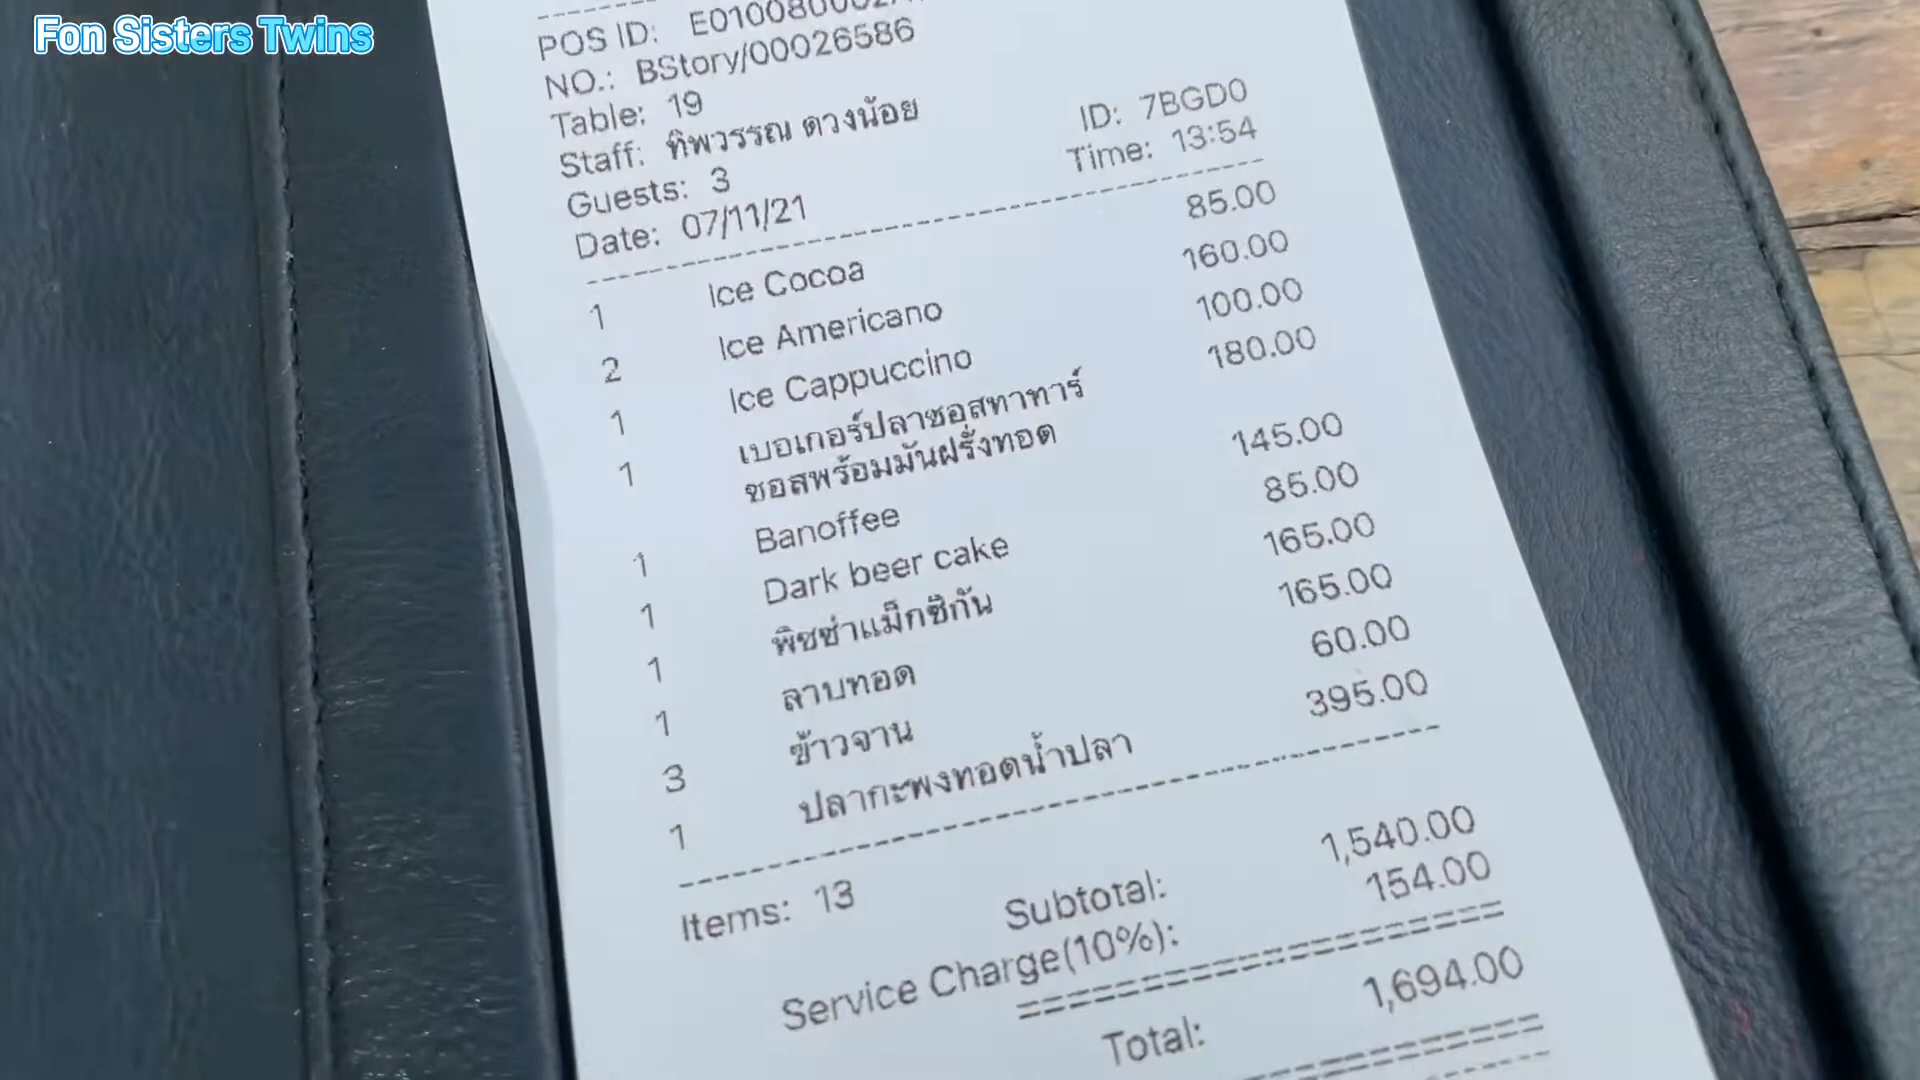 Fon Sisters Twins
POS ID:
NO.: BStory/00026586
Table: 19
Staff: ทิพวรรณ ดวงน้อย ID: 7BGD0
Guests: 3 Time: 13:54
Date: 07/11/21
1 Ice Cocoa 85.00
2 Ice Americano 160.00
1 Ice Cappuccino 100.00
1 เบอเกอร์ปลาซอสทาทาร์ 180.00
ซอสพร้อมมันฝรั่งทอด
1 Banoffee 145.00
1 Dark beer cake 85.00
1 พิซซ่าแม็กซิกัน 165.00
1 ลาบทอด 165.00
3 ข้าวจาน 60.00
1 ปลากะพงทอดน้ำปลา 395.00
Items: 13
Subtotal: 1,540.00
Service Charge(10%): 154.00
Total: 1,694.00